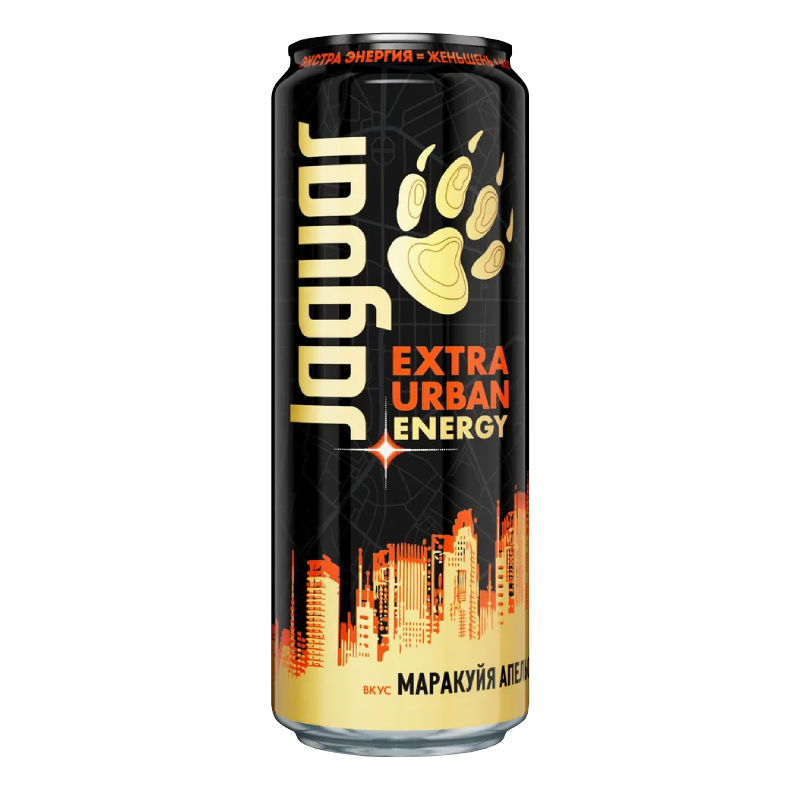 ЭКСТРА ЭНЕРГИЯ = ЖЕНЬШЕНЬ
Jaguar
EXTRA
URBAN
ENERGY
ВКУС МАРАКУЙЯ